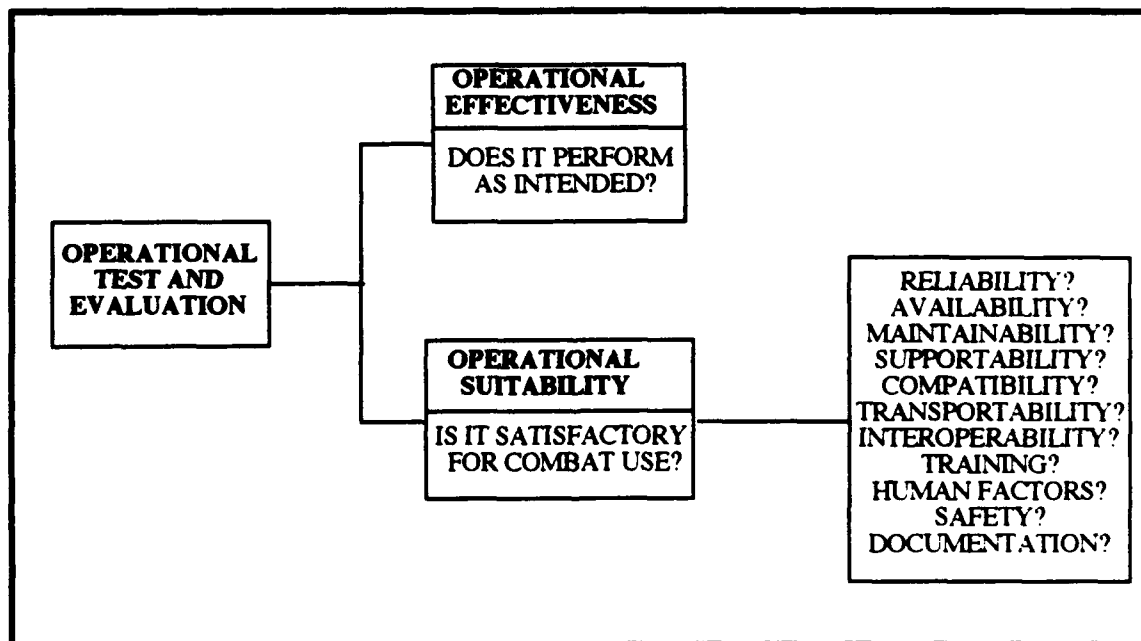 OPERATIONAL
EFFECTIVENESS
DOES IT PERFORM
AS INTENDED?
OPERATIONAL
TEST AND
EVALUATION
OPERATIONAL
SUITABILITY
IS IT SATISFACTORY
FOR COMBAT USE?
RELIABILITY?
AVAILABILITY?
MAINTAINABILITY?
SUPPORTABILITY?
COMPATIBILITY?
TRANSPORTABILITY?
INTEROPERABILITY?
TRAINING?
HUMAN FACTORS?
SAFETY?
DOCUMENTATION?